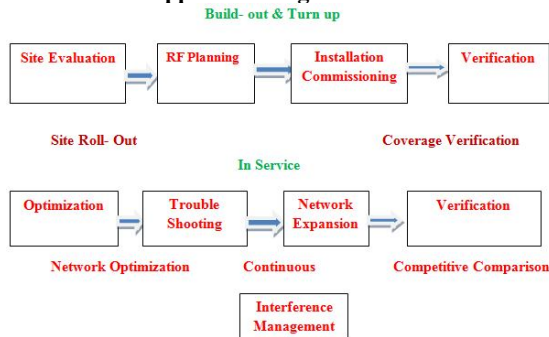 Build- out & Turn up
Site Evaluation
RF Planning
Installation
Commissioning
Verification
Site Roll- Out
Coverage Verification
In Service
Optimization
Trouble
Shooting
Network
Expansion
Verification
Network Optimization
Continuous
Competitive Comparison
Interference
Management